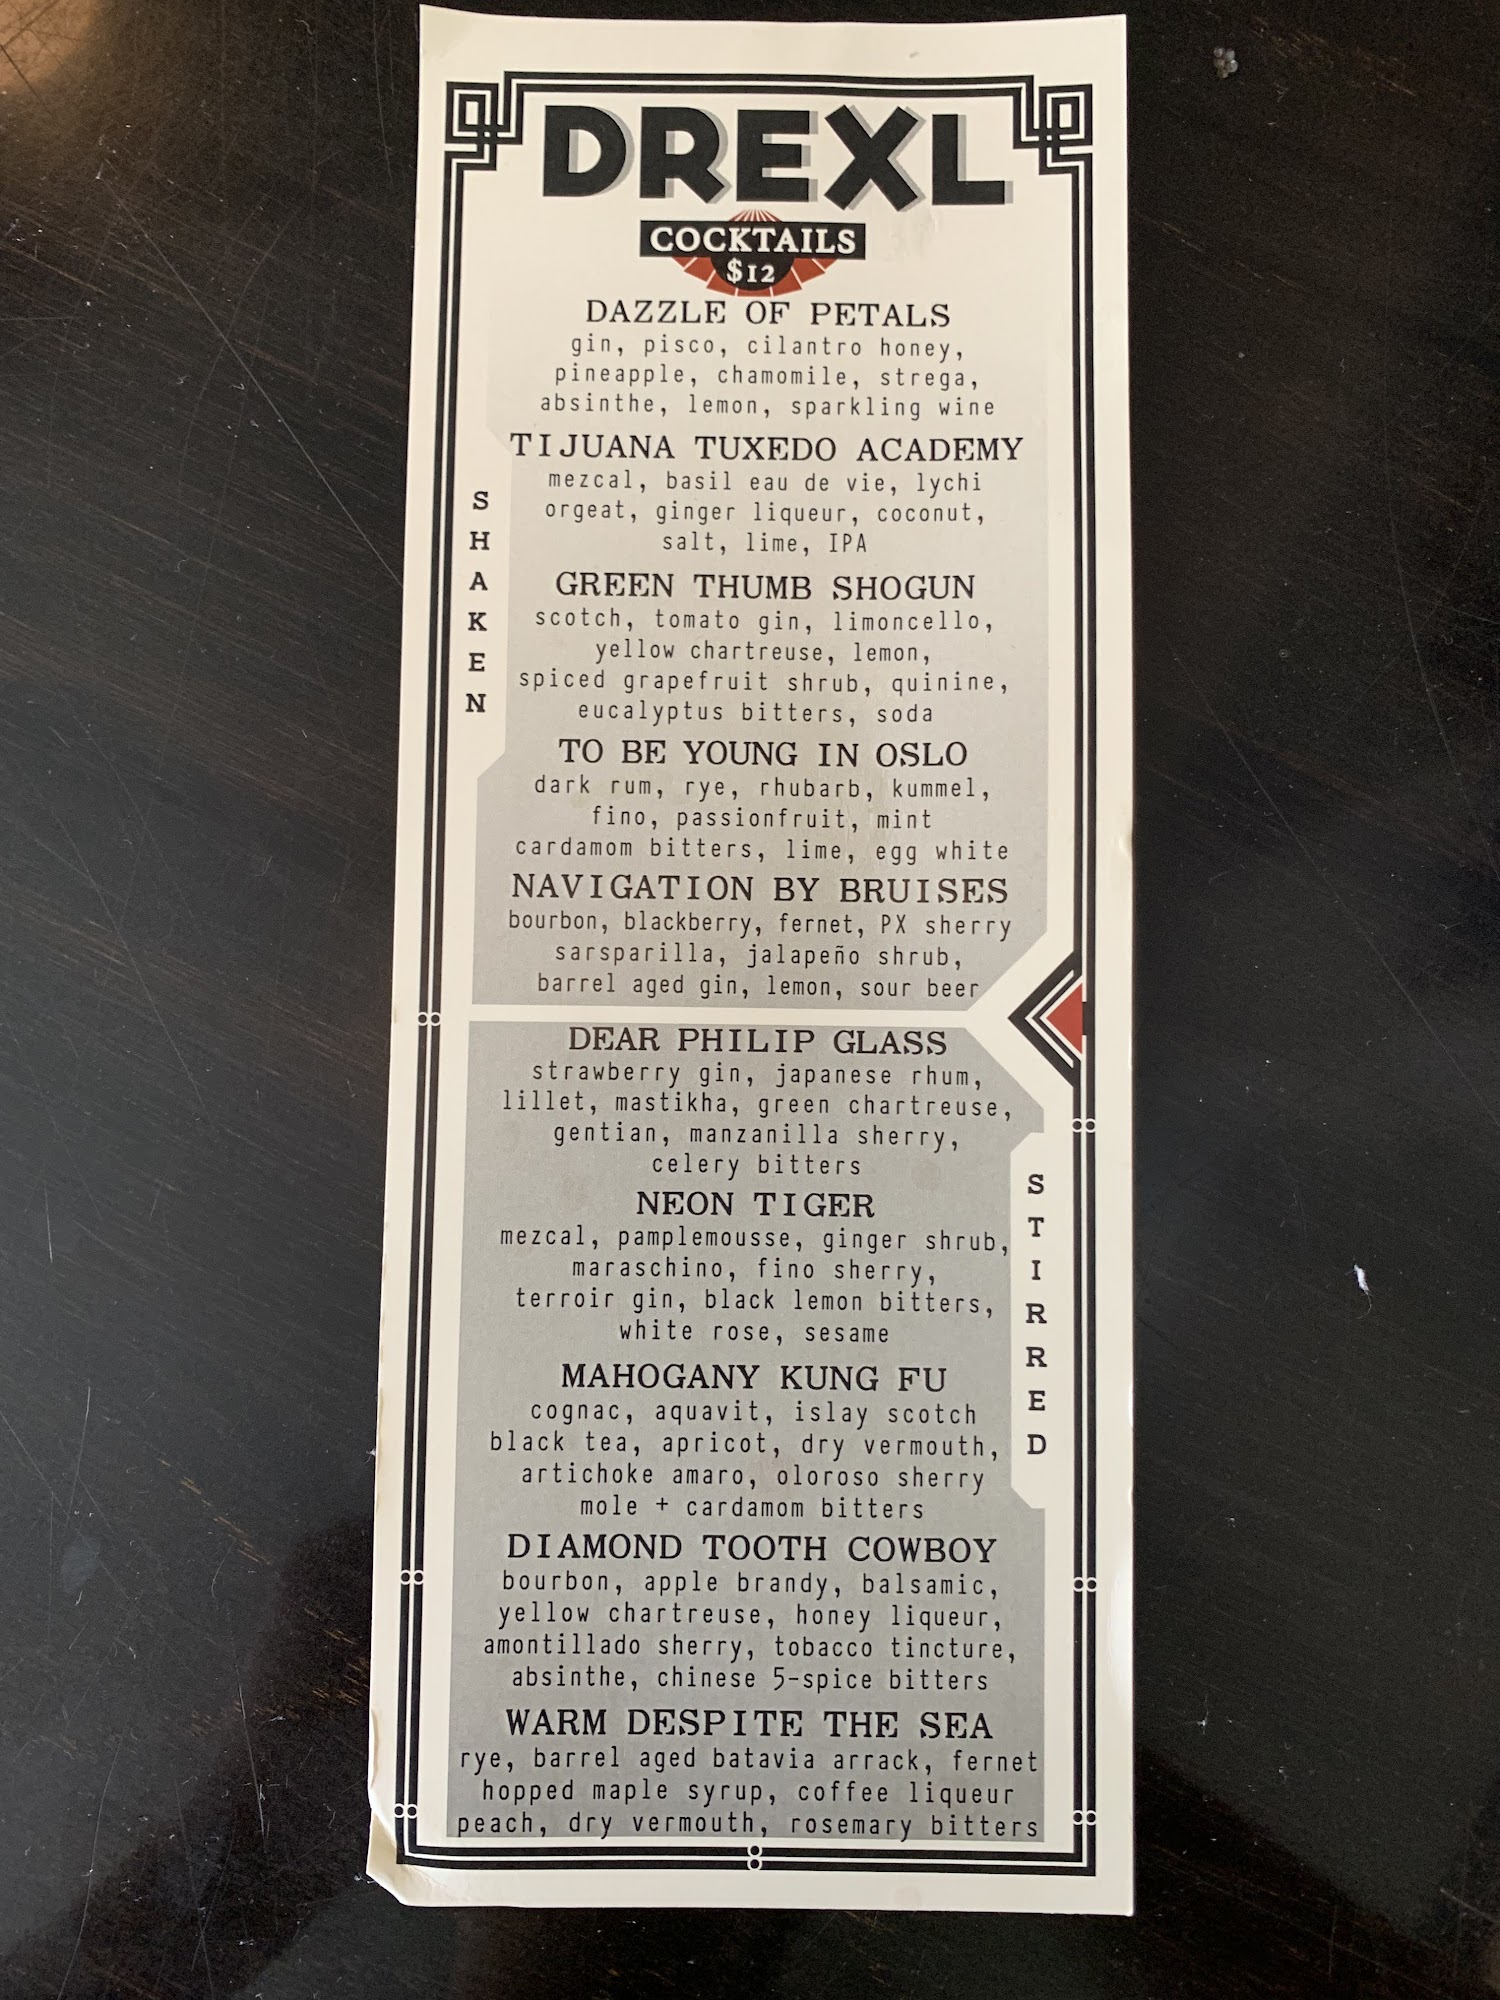 DREXL
COCKTAILS
$12
SHAKEN
DAZZLE OF PETALS
gin, pisco, cilantro honey,
pineapple, chamomile, strega,
absinthe, lemon, sparkling wine
TIJUANA TUXEDO ACADEMY
mezcal, basil eau de vie, lychi
orgeat, ginger liqueur, coconut,
salt, lime, IPA
GREEN THUMB SHOGUN
scotch, tomato gin, limoncello,
yellow chartreuse, lemon,
spiced grapefruit shrub, quinine,
eucalyptus bitters, soda
TO BE YOUNG IN OSLO
dark rum, rye, rhubarb, kummel,
fino, passionfruit, mint
cardamom bitters, lime, egg white
NAVIGATION BY BRUISES
bourbon, blackberry, fernet, PX sherry
sarsparilla, jalapeño shrub,
barrel aged gin, lemon, sour beer
STIRRED
DEAR PHILIP GLASS
strawberry gin, japanese rhum,
lillet, mastikha, green chartreuse,
gentian, manzanilla sherry,
celery bitters
NEON TIGER
mezcal, pamplemousse, ginger shrub,
maraschino, fino sherry,
terroir gin, black lemon bitters,
white rose, sesame
MAHOGANY KUNG FU
cognac, aquavit, islay scotch
black tea, apricot, dry vermouth,
artichoke amaro, oloroso sherry
mole + cardamom bitters
DIAMOND TOOTH COWBOY
bourbon, apple brandy, balsamic,
yellow chartreuse, honey liqueur,
amontillado sherry, tobacco tincture,
absinthe, chinese 5-spice bitters
WARM DESPITE THE SEA
rye, barrel aged batavia arrack, fernet
hopped maple syrup, coffee liqueur
peach, dry vermouth, rosemary bitters